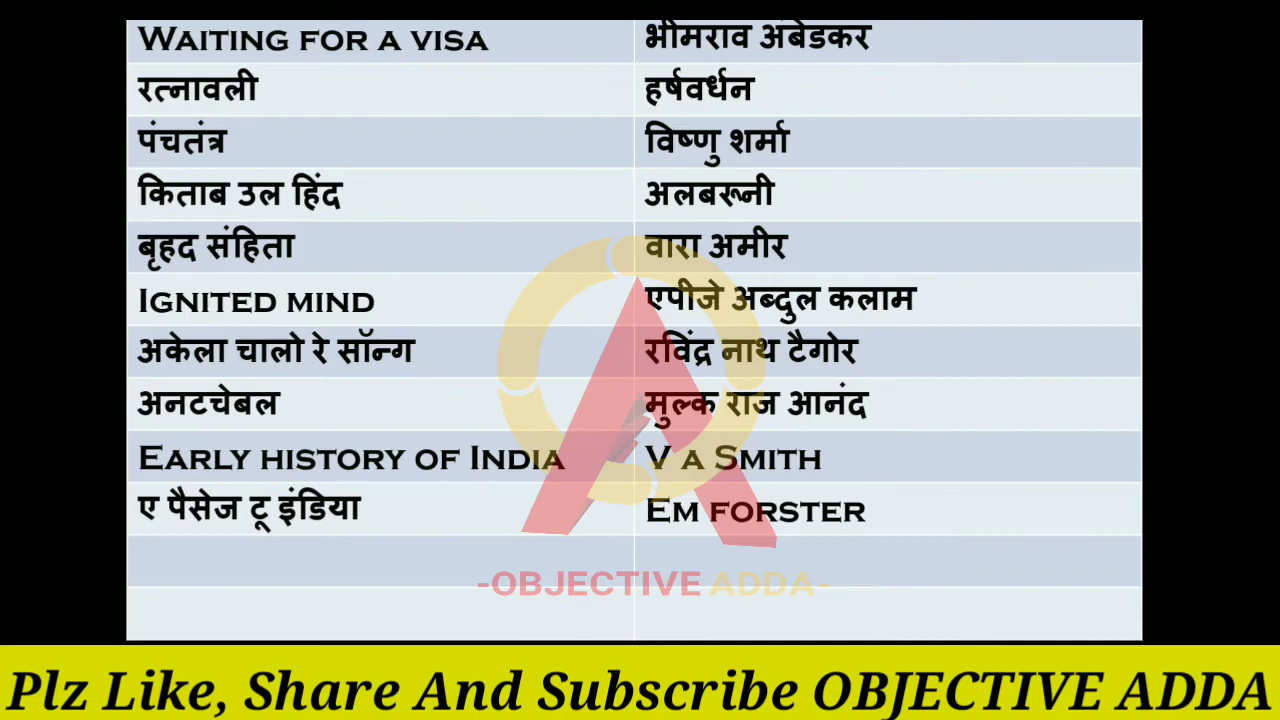 WAITING FOR A VISA भीमराव अंबेडकर
रत्नावली हर्षवर्धन
पंचतंत्र विष्णु शर्मा
किताब उल हिंद अलबरूनी
बृहद संहिता वारा अमीर
IGNITED MIND एपीजे अब्दुल कलाम
अकेला चालो रे सॉन्ग रविंद्र नाथ टैगोर
अनटचेबल मुल्क राज आनंद
EARLY HISTORY OF INDIA V A SMITH
ए पैसेज टू इंडिया EM FORSTER
-OBJECTIVE ADDA-
Plz Like, Share And Subscribe OBJECTIVE ADDA